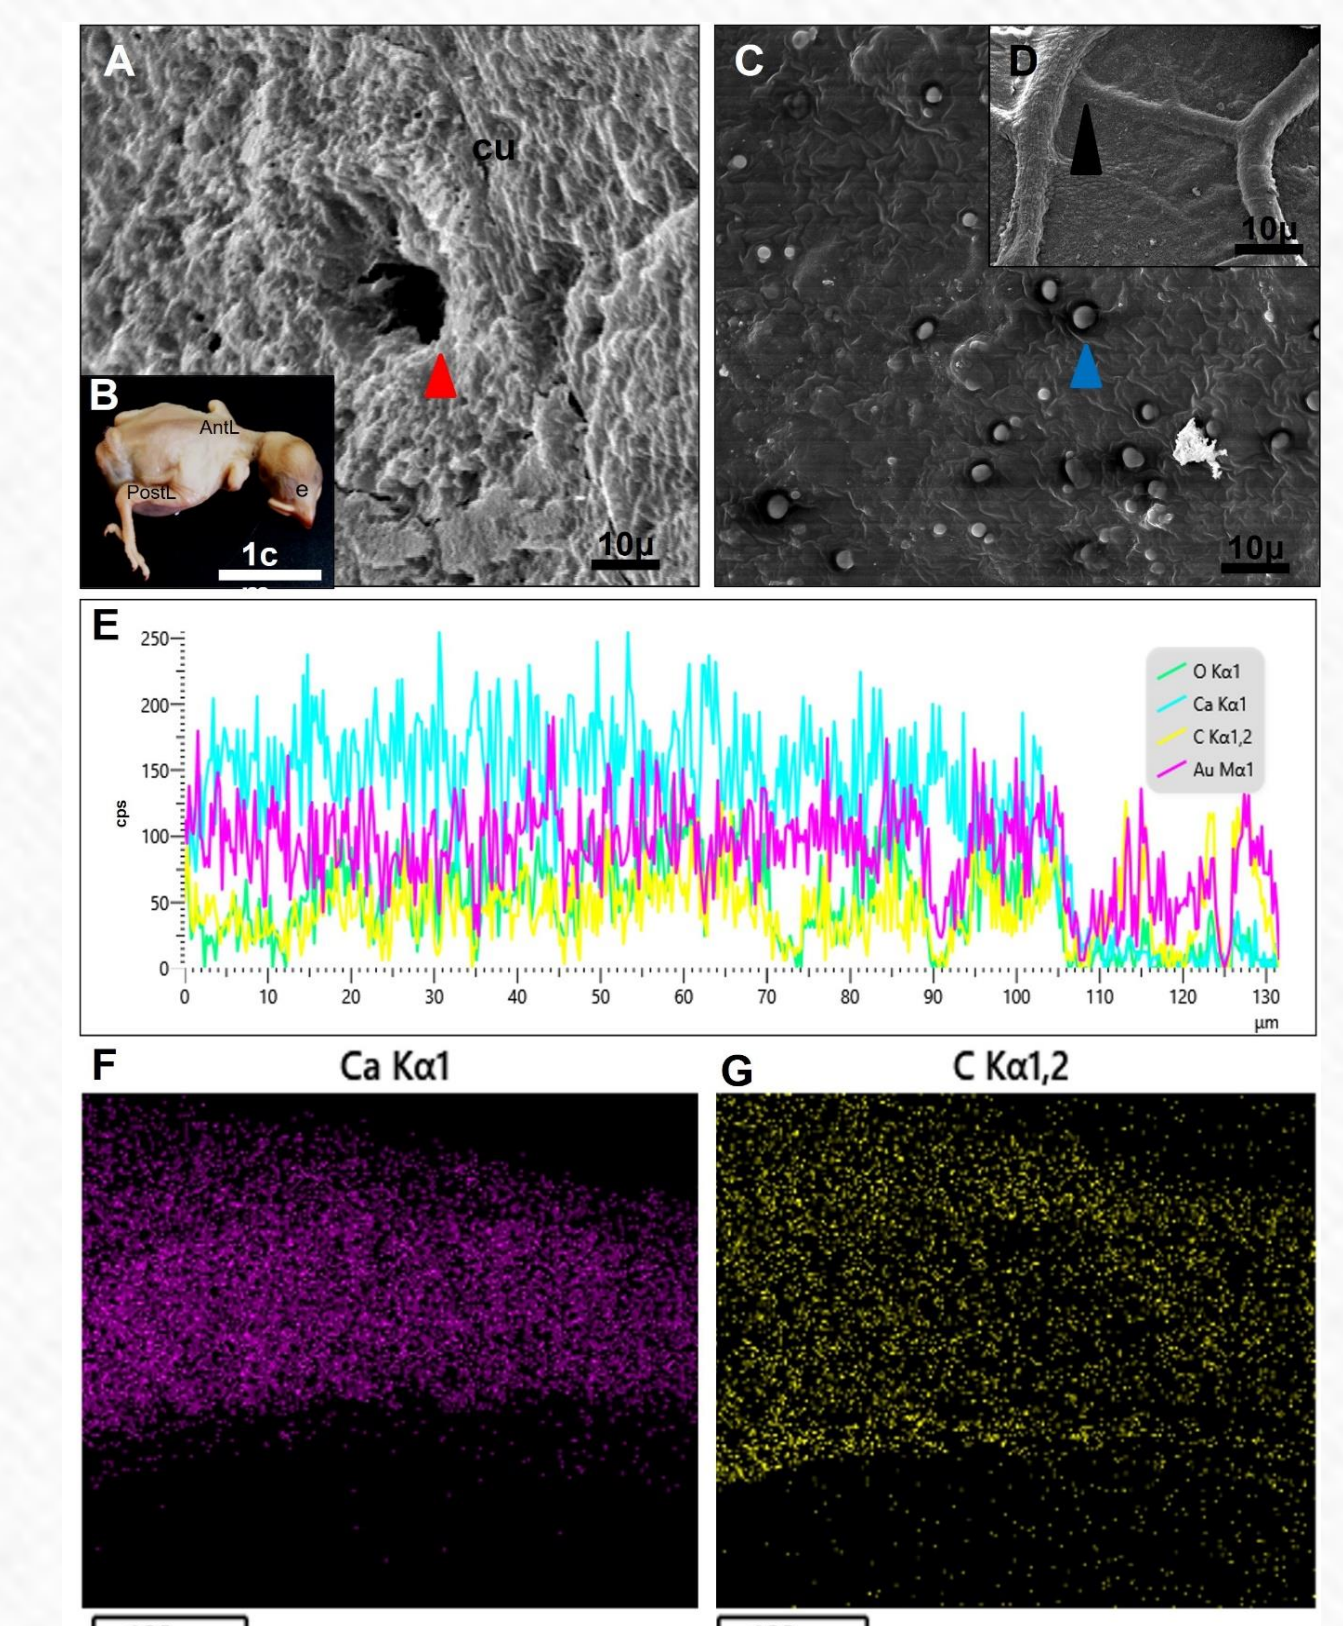 A
cu
10µ
B
AntL
PostL
e
1c
C
10µ
D
10µ
E
cps
250
200
150
100
50
0
0 10 20 30 40 50 60 70 80 90 100 110 120 130
µm
O Kα1
Ca Kα1
C Kα1,2
Au Mα1
F
Ca Kα1
G
C Kα1,2